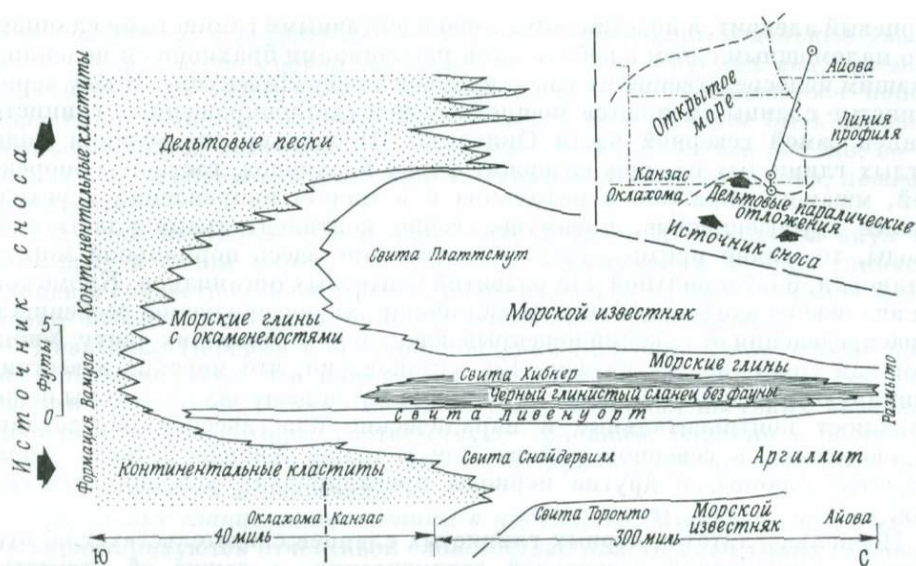 Айова
Открытое море
Линия профиля
Канзас
Оклахома
Дельтовые паралические отложения
Источник сноса
Источник сноса
Континентальные кластиты
Формация Вамоза
Футы
5
0
Дельтовые пески
Свита Платтсмут
Морские глины с окаменелостями
Морской известняк
Морские глины
Свита Хибнер
Черный глинистый сланец без фауны
Размыто
свита ливенуорт
Континентальные кластиты
Свита Снайдервилл
Аргиллит
Оклахома
Канзас
Свита Торонто
Морской известняк
Айова
Ю
40 миль
300 миль
С